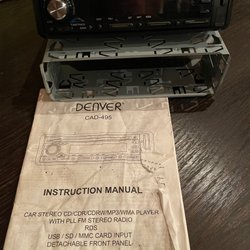 DENVER
CAD-495
INSTRUCTION MANUAL
CAR STEREO CD/CDR/CDRW/MP3/WMA PLAYER
WITH PLL FM STEREO RADIO
RDS
USB / SD / MMC CARD INPUT
DETACHABLE FRONT PANEL